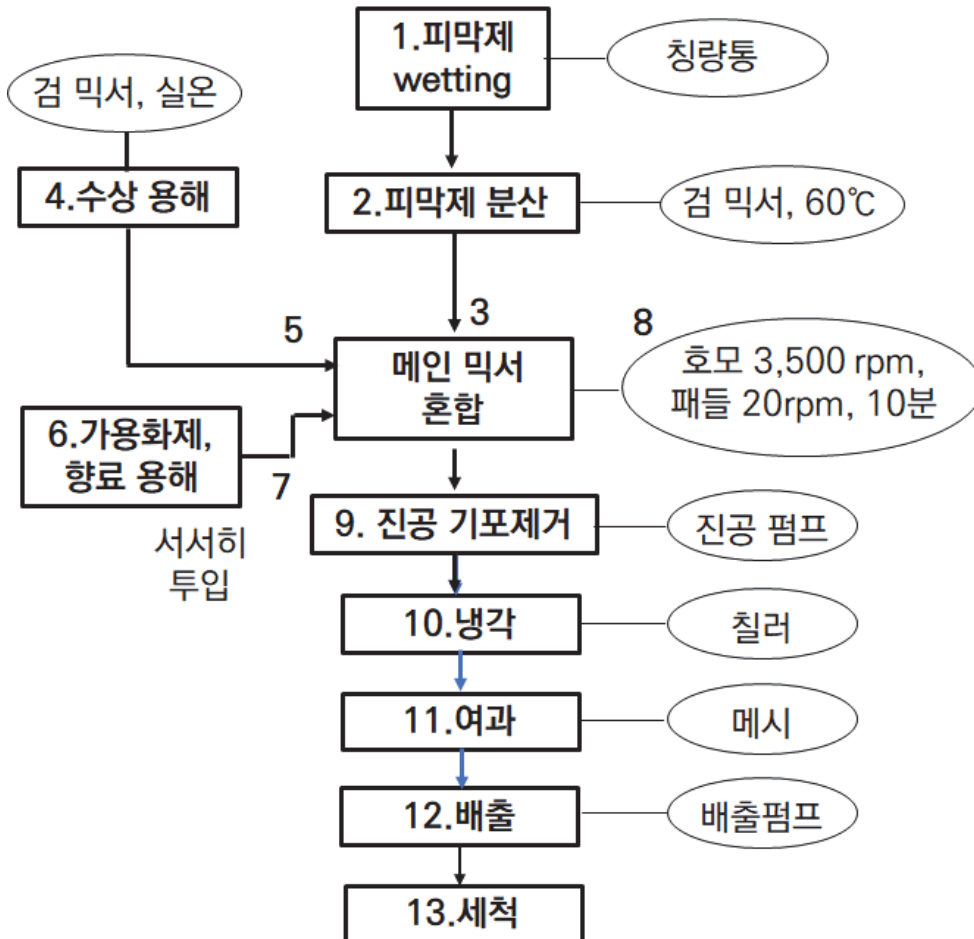 1.피막제
wetting
칭량통
검 믹서, 실온
4.수상 용해
2.피막제 분산
검 믹서, 60℃
3
5
8
메인 믹서
혼합
호모 3,500 rpm,
패들 20rpm, 10분
6.가용화제,
향료 용해
7
서서히
투입
9. 진공 기포제거
진공 펌프
10.냉각
칠러
11.여과
메시
12.배출
배출펌프
13.세척